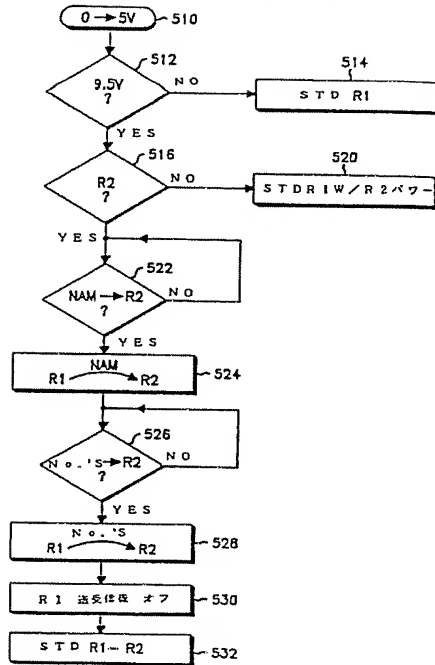 0 → 5V
510
512
9.5V
?
NO
514
STD R1
YES
516
R2
?
NO
520
STDR1W/R2パワー
YES
522
NAM → R2
?
NO
YES
NAM
R1 R2
524
526
No.'S → R2
?
NO
YES
No.'S
R1 R2
528
R1 送受信機 オフ
530
STD R1－R2
532